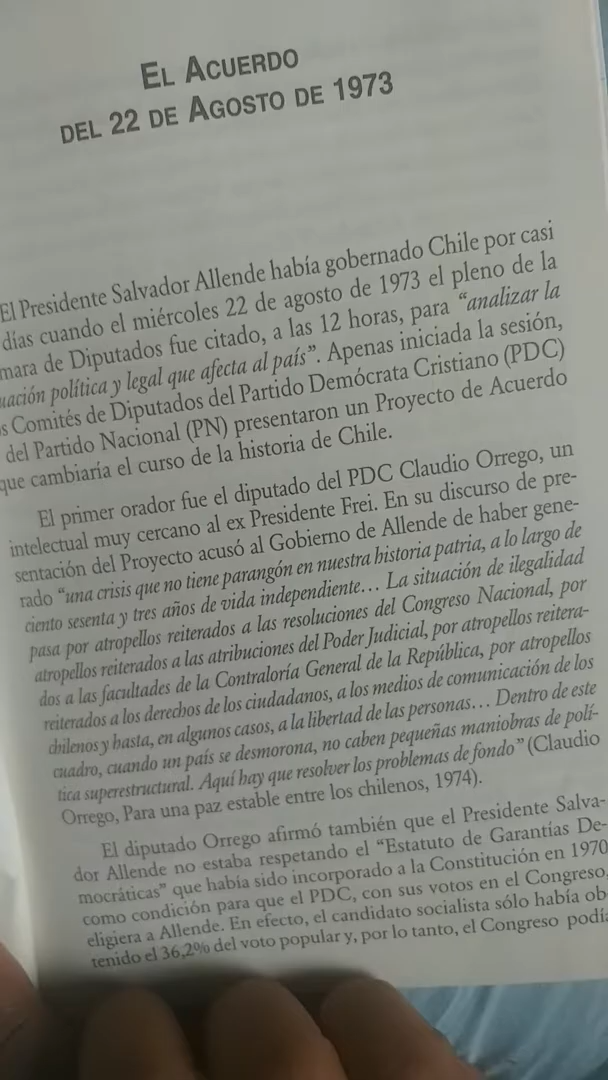 EL ACUERDO
DEL 22 DE AGOSTO DE 1973
El Presidente Salvador Allende había gobernado Chile por casi
días cuando el miércoles 22 de agosto de 1973 el pleno de la
mara de Diputados fue citado, a las 12 horas, para “analizar la
uación política y legal que afecta al país”. Apenas iniciada la sesión,
s Comités de Diputados del Partido Demócrata Cristiano (PDC)
del Partido Nacional (PN) presentaron un Proyecto de Acuerdo
que cambiaría el curso de la historia de Chile.
El primer orador fue el diputado del PDC Claudio Orrego, un
intelectual muy cercano al ex Presidente Frei. En su discurso de pre-
sentación del Proyecto acusó al Gobierno de Allende de haber gene-
rado “una crisis que no tiene parangón en nuestra historia patria, a lo largo de
ciento sesenta y tres años de vida independiente… La situación de ilegalidad
pasa por atropellos reiterados a las resoluciones del Congreso Nacional, por
atropellos reiterados a las atribuciones del Poder Judicial, por atropellos reitera-
dos a las facultades de la Contraloría General de la República, por atropellos
reiterados a los derechos de los ciudadanos, a los medios de comunicación de los
chilenos y hasta, en algunos casos, a la libertad de las personas… Dentro de este
cuadro, cuando un país se desmorona, no caben pequeñas maniobras de polí-
tica superestructural. Aquí hay que resolver los problemas de fondo” (Claudio
Orrego, Para una paz estable entre los chilenos, 1974).
El diputado Orrego afirmó también que el Presidente Salva-
dor Allende no estaba respetando el “Estatuto de Garantías De-
mocráticas” que había sido incorporado a la Constitución en 1970
como condición para que el PDC, con sus votos en el Congreso,
eligiera a Allende. En efecto, el candidato socialista sólo había ob-
tenido el 36,2% del voto popular y, por lo tanto, el Congreso podía